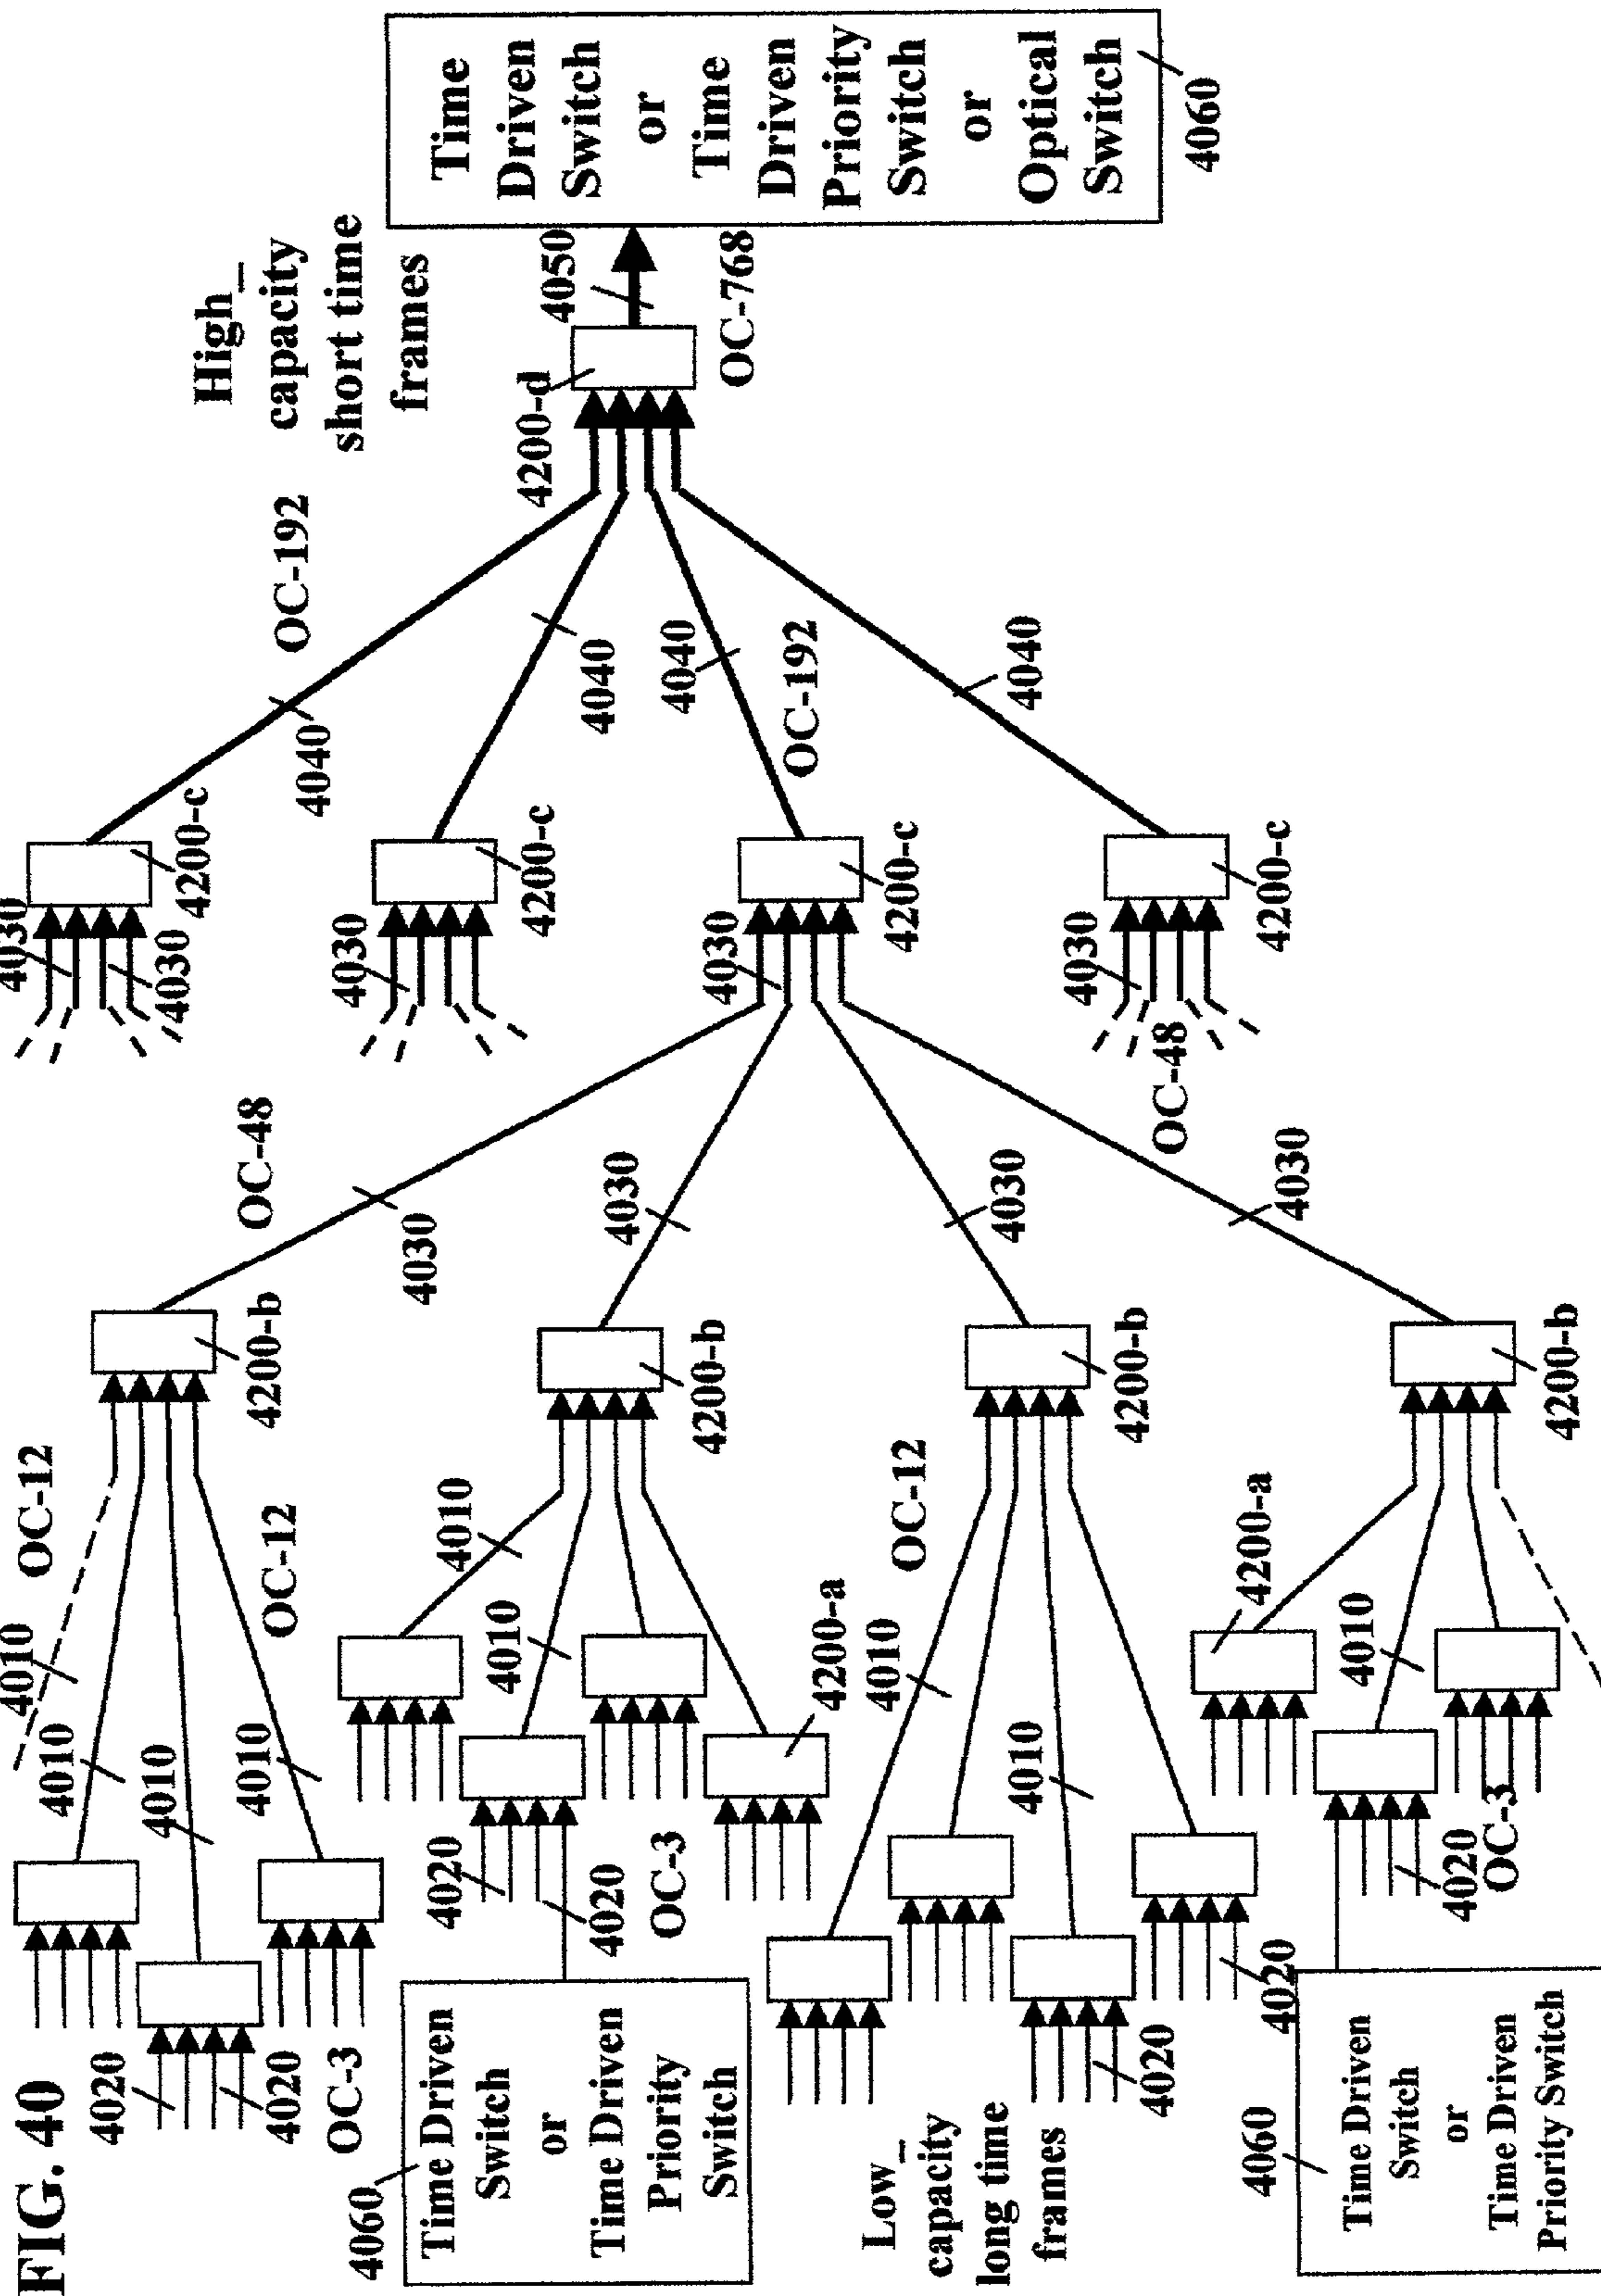 FIG. 40
4030
4030
4200-c
4040
OC-192
High_
capacity
short time
frames
4030
4200-c
4040
4200-d
4050
OC-768
Time
Driven
Switch
or
Time
Driven
Priority
Switch
or
Optical
Switch
4060
4030
4200-c
4040
OC-192
4030
4200-c
4040
OC-48
OC-48
4030
4030
4030
4030
4200-b
4200-b
4200-b
4200-b
OC-12
4010
4010
4010
4010
OC-12
4020
4020
OC-3
4010
4010
4200-a
4020
4020
OC-3
4060
Time Driven
Switch
or
Time Driven
Priority
Switch
OC-12
4010
4010
4020
4020
Low_
capacity
long time
frames
4200-a
4010
4020
OC-3
4060
Time Driven
Switch
or
Time Driven
Priority Switch